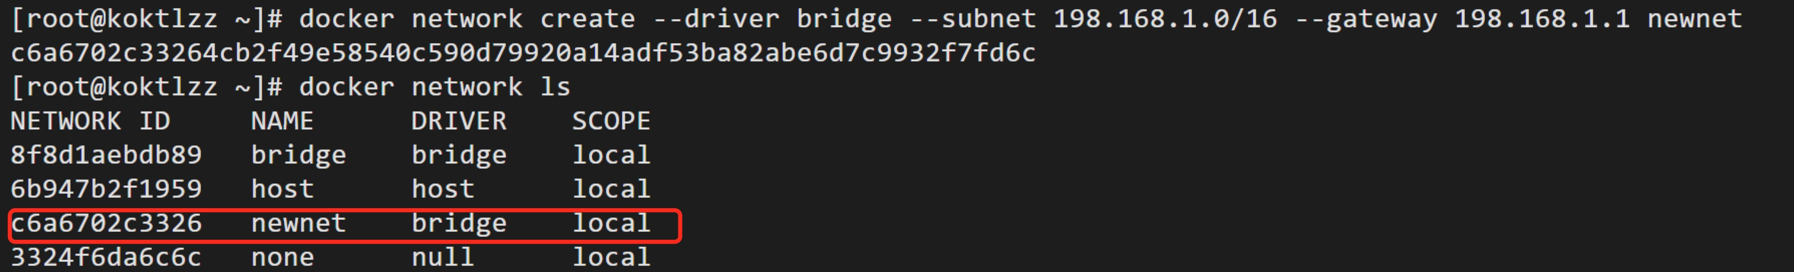 [root@koktlzz ~]# docker network create --driver bridge --subnet 198.168.1.0/16 --gateway 198.168.1.1 newnet
c6a6702c33264cb2f49e58540c590d79920a14adf53ba82abe6d7c9932f7fd6c
[root@koktlzz ~]# docker network ls
NETWORK ID     NAME      DRIVER    SCOPE
8f8d1aebdb89   bridge    bridge    local
6b947b2f1959   host      host      local
c6a6702c3326   newnet    bridge    local
3324f6da6c6c   none      null      local